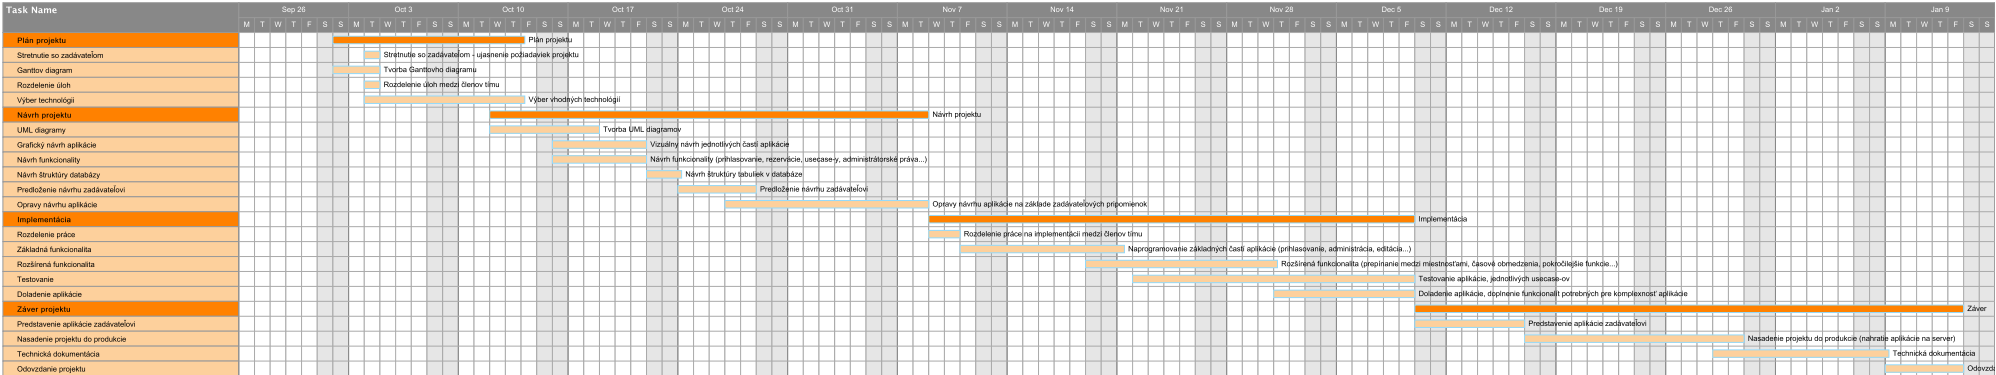 Task Name Sep 26 Oct 3 Oct 10 Oct 17 Oct 24 Oct 31 Nov 7 Nov 14 Nov 21 Nov 28 Dec 5 Dec 12 Dec 19 Dec 26 Jan 2 Jan 9
M T W T F S S M T W T F S S M T W T F S S M T W T F S S M T W T F S S M T W T F S S M T W T F S S M T W T F S S M T W T F S S M T W T F S S M T W T F S S M T W T F S S M T W T F S S M T W T F S S M T W T F S S M T W T F S S
Plán projektu Plán projektu
Stretnutie so zadávateľom Stretnutie so zadávateľom - ujasnenie požiadaviek projektu
Ganttov diagram Tvorba Ganttovho diagramu
Rozdelenie úloh Rozdelenie úloh medzi členov tímu
Výber technológii Výber vhodných technológií
Návrh projektu Návrh projektu
UML diagramy Tvorba UML diagramov
Grafický návrh aplikácie Vizuálny návrh jednotlivých častí aplikácie
Návrh funkcionality Návrh funkcionality (prihlasovanie, rezervácie, usecase-y, administrátorské práva...)
Návrh štruktúry databázy Návrh štruktúry tabuliek v databáze
Predloženie návrhu zadávateľovi Predloženie návrhu zadávateľovi
Opravy návrhu aplikácie Opravy návrhu aplikácie na základe zadávateľových pripomienok
Implementácia Implementácia
Rozdelenie práce Rozdelenie práce na implementácii medzi členov tímu
Základná funkcionalita Naprogramovanie základných častí aplikácie (prihlasovanie, administrácia, editácia...)
Rozšírená funkcionalita Rozšírená funkcionalita (prepínanie medzi miestnosťami, časové obmedzenia, pokročilejšie funkcie...)
Testovanie Testovanie aplikácie, jednotlivých usecase-ov
Doladenie aplikácie Doladenie aplikácie, doplnenie funkcionalít potrebných pre komplexnosť aplikácie
Záver projektu Záver
Predstavenie aplikácie zadávateľovi Predstavenie aplikácie zadávateľovi
Nasadenie projektu do produkcie Nasadenie projektu do produkcie (nahratie aplikácie na server)
Technická dokumentácia Technická dokumentácia
Odovzdanie projektu